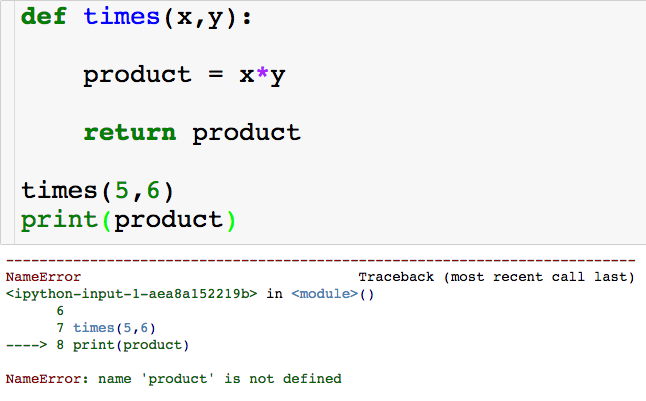 def times(x,y):
    product = x*y
    return product
times(5,6)
print(product)
---------------------------------------------------------------------------
NameError                                 Traceback (most recent call last)
<ipython-input-1-aea8a152219b> in <module>()
      6
      7 times(5,6)
----> 8 print(product)
NameError: name 'product' is not defined